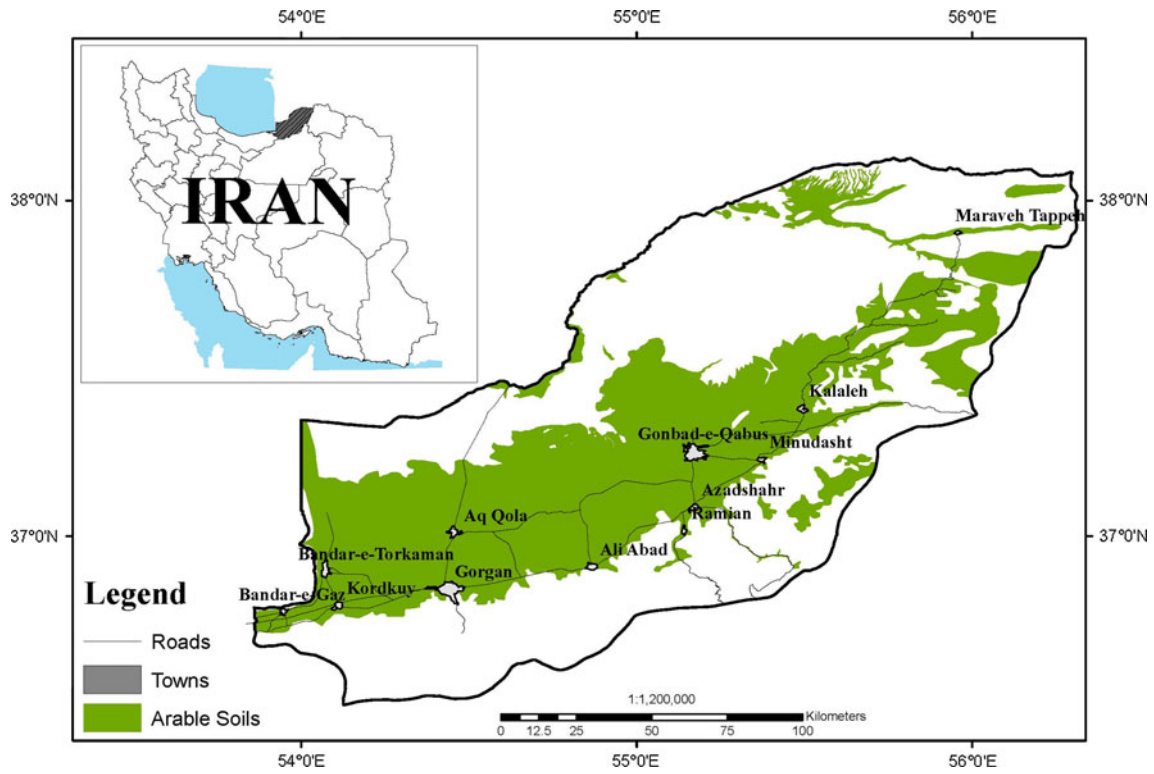 54°0'E 55°0'E 56°0'E
IRAN
38°0'N 38°0'N
Maraveh Tappeh
Kalaleh
Gonbad-e-Qabus
Minudasht
Azadshahr
Ramian
Aq Qola
37°0'N 37°0'N
Ali Abad
Bandar-e-Torkaman
Gorgan
Kordkuy
Bandar-e-Gaz
Legend
Roads
Towns
Arable Soils
1:1,200,000
Kilometers
0 12.5 25 50 75 100
54°0'E 55°0'E 56°0'E